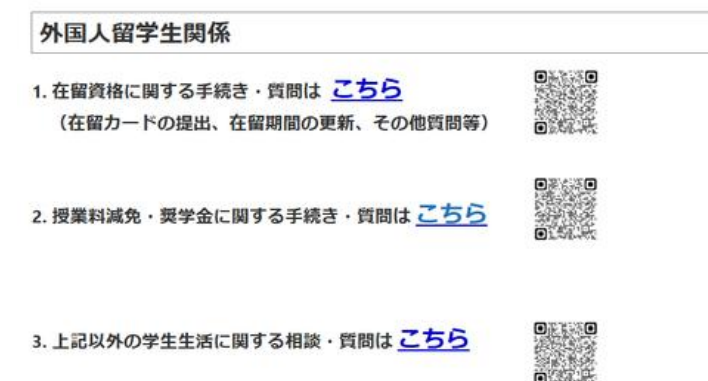 外国人留学生関係
1. 在留資格に関する手続き・質問は こちら
（在留カードの提出、在留期間の更新、その他質問等）
2. 授業料減免・奨学金に関する手続き・質問は こちら
3. 上記以外の学生生活に関する相談・質問は こちら